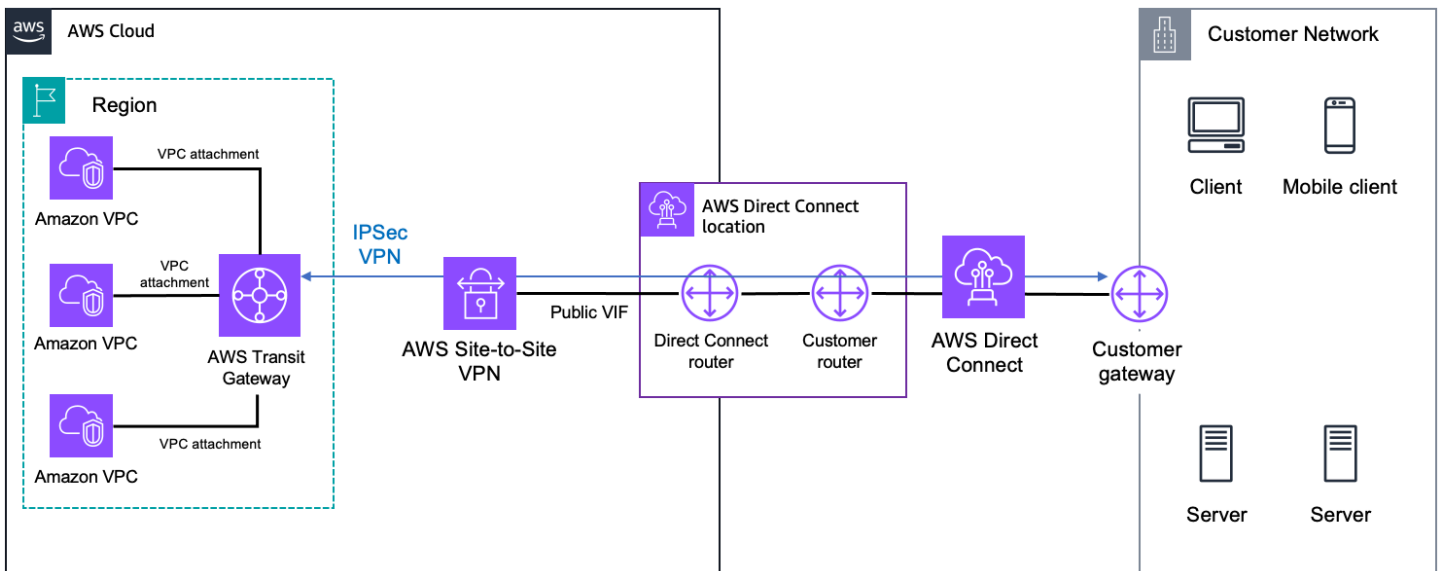 aws
AWS Cloud
Region
VPC attachment
Amazon VPC
VPC
attachment
Amazon VPC
AWS Transit
Gateway
VPC attachment
Amazon VPC
IPSec
VPN
AWS Site-to-Site
VPN
Public VIF
AWS Direct Connect
location
Direct Connect
router
Customer
router
AWS Direct
Connect
Customer
gateway
Customer Network
Client
Mobile client
Server
Server